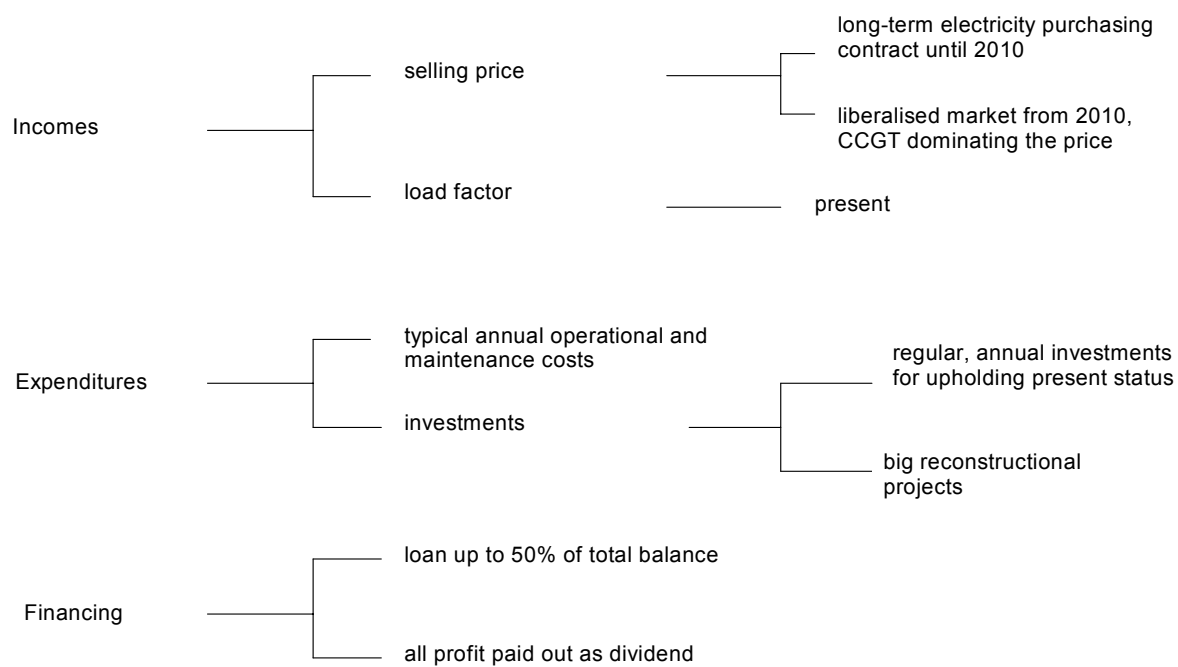 long-term electricity purchasing
contract until 2010
selling price
Incomes
liberalised market from 2010,
CCGT dominating the price
load factor
present
typical annual operational and
maintenance costs
regular, annual investments
for upholding present status
Expenditures
investments
big reconstructional
projects
loan up to 50% of total balance
Financing
all profit paid out as dividend